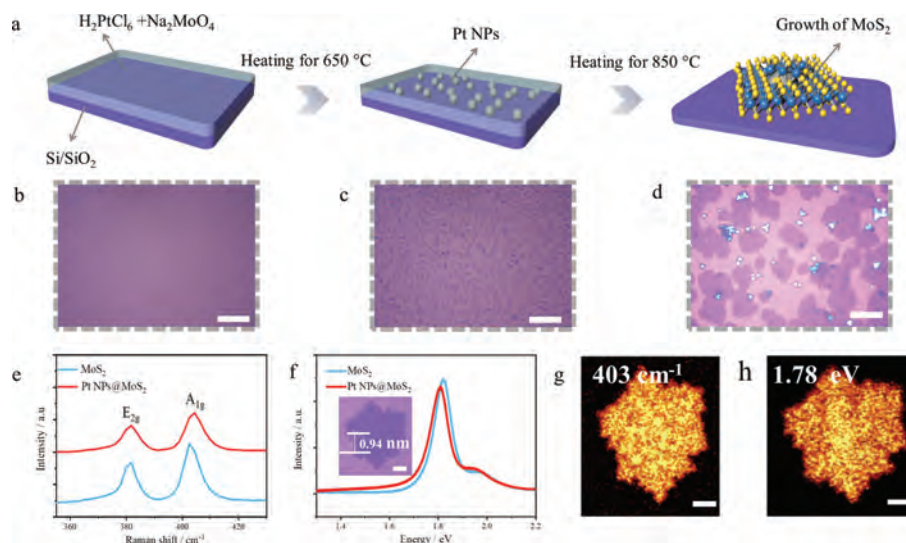 a
H₂PtCl₆ +Na₂MoO₄
Heating for 650 °C
Pt NPs
Heating for 850 °C
Growth of MoS₂
Si/SiO₂
b
c
d
e
MoS₂
Pt NPs@MoS₂
E₂g
A₁g
Intensity / a.u
360 380 400 420
Raman shift / cm⁻¹
f
MoS₂
Pt NPs@MoS₂
0.94 nm
Intensity / a.u.
1.4 1.6 1.8 2.0 2.2
Energy / eV
g
403 cm⁻¹
h
1.78 eV